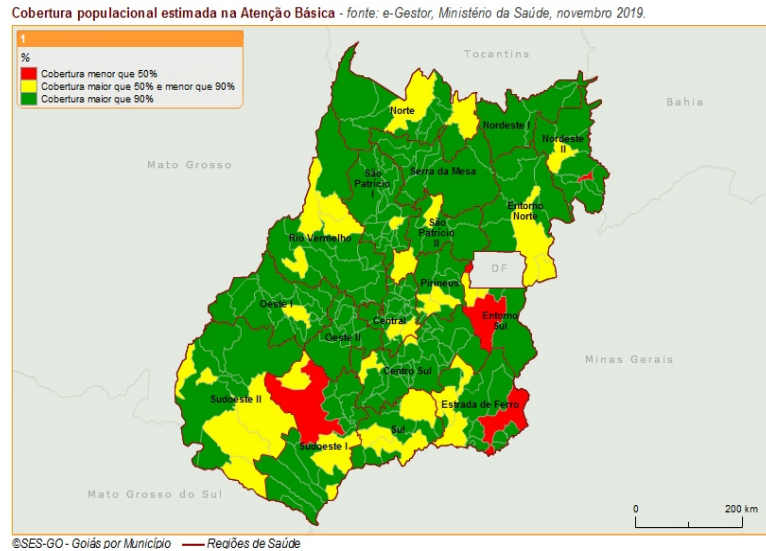 Cobertura populacional estimada na Atenção Básica - fonte: e-Gestor, Ministério da Saúde, novembro 2019.
1
%
Cobertura menor que 50%
Cobertura maior que 50% e menor que 90%
Cobertura maior que 90%
Tocantins
Bahia
Mato Grosso
Norte
Nordeste I
Nordeste
II
São
Patrício
I
Serra da Mesa
Entorno
Norte
São
Patrício
II
Rio Vermelho
DF
Pirineus
Oeste I
Central
Entorno
Sul
Oeste II
Minas Gerais
Centro Sul
Sudoeste II
Estrada de Ferro
Sul
Sudoeste I
Mato Grosso do Sul
0 200 km
©SES-GO - Goiás por Município Regiões de Saúde